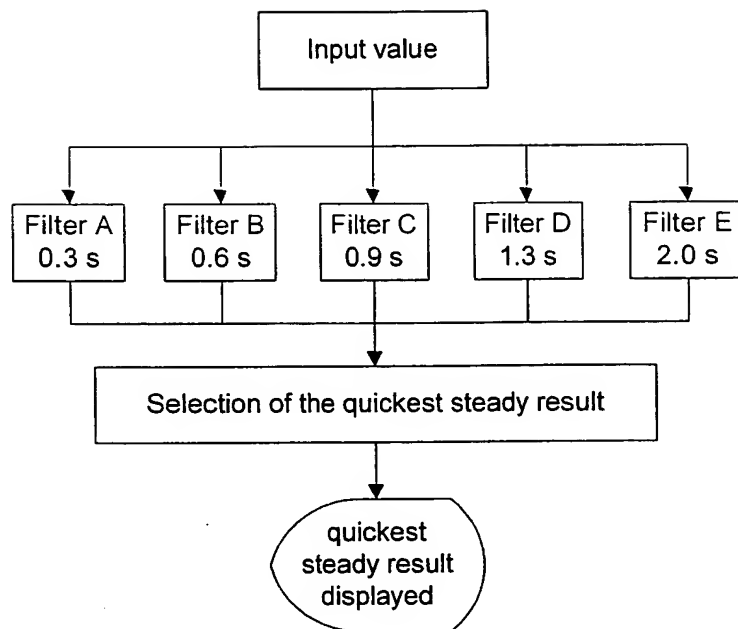 Input value
Filter A
0.3 s
Filter B
0.6 s
Filter C
0.9 s
Filter D
1.3 s
Filter E
2.0 s
Selection of the quickest steady result
quickest
steady result
displayed